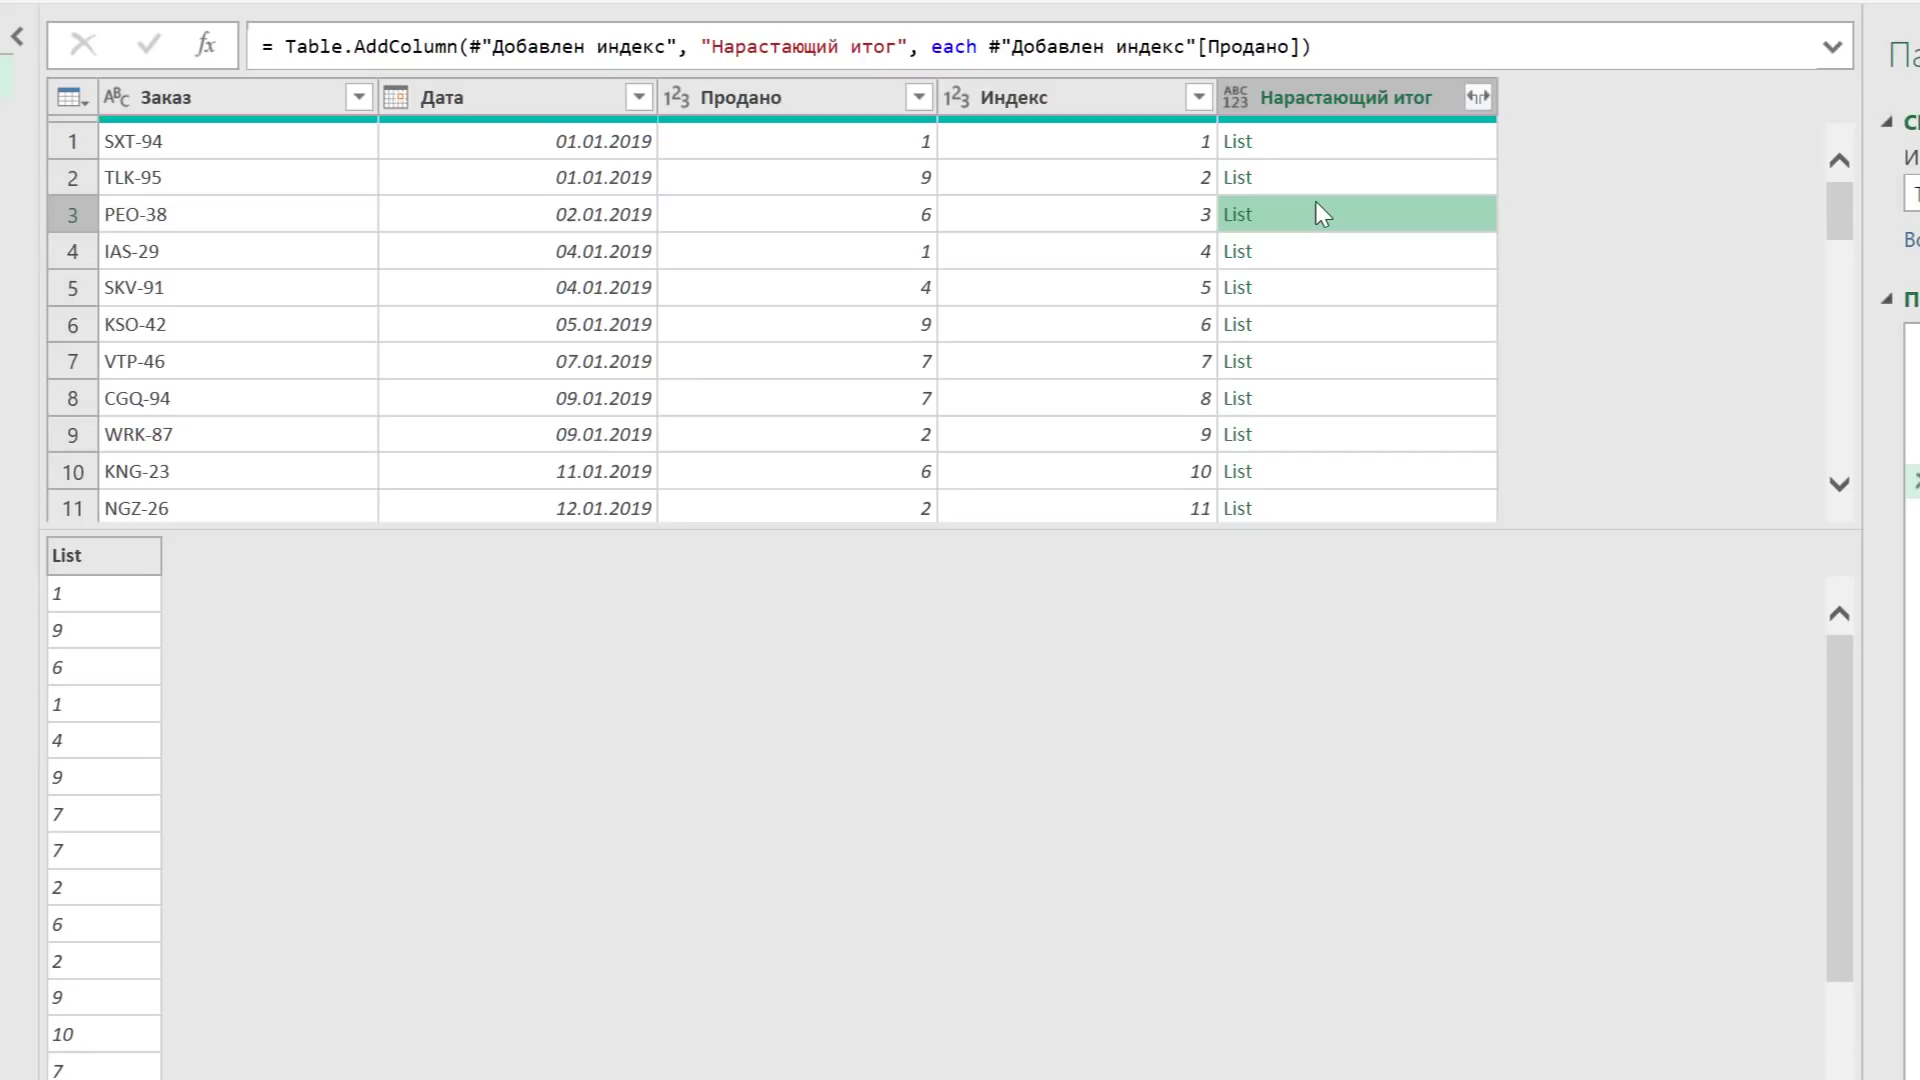 fx = Table.AddColumn(#"Добавлен индекс", "Нарастающий итог", each #"Добавлен индекс"[Продано])
ABC Заказ Дата 123 Продано 123 Индекс ABC 123 Нарастающий итог
1 SXT-94 01.01.2019 1 1 List
2 TLK-95 01.01.2019 9 2 List
3 PEO-38 02.01.2019 6 3 List
4 IAS-29 04.01.2019 1 4 List
5 SKV-91 04.01.2019 4 5 List
6 KSO-42 05.01.2019 9 6 List
7 VTP-46 07.01.2019 7 7 List
8 CGQ-94 09.01.2019 7 8 List
9 WRK-87 09.01.2019 2 9 List
10 KNG-23 11.01.2019 6 10 List
11 NGZ-26 12.01.2019 2 11 List
List
1
9
6
1
4
9
7
7
2
6
2
9
10
7